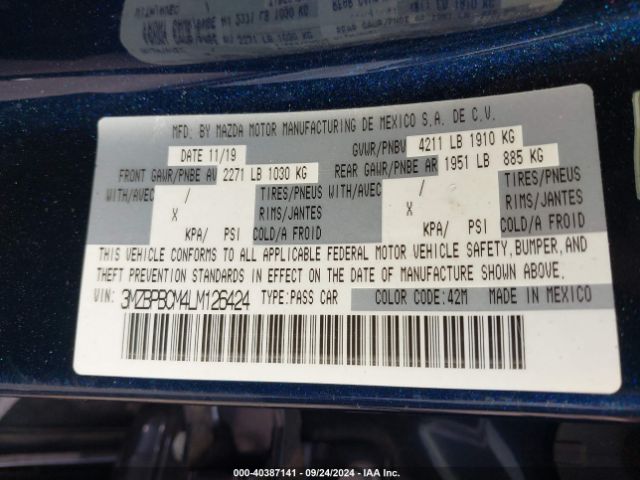 MFD. BY MAZDA MOTOR MANUFACTURING DE MEXICO S.A. DE C.V.
DATE 11/19 GVWR/PNBV 4211 LB 1910 KG
FRONT GAWR/PNBE AV 2271 LB 1030 KG REAR GAWR/PNBE AR 1951 LB 885 KG
WITH/AVEC / TIRES/PNEUS WITH/AVEC / TIRES/PNEUS
X RIMS/JANTES X RIMS/JANTES
KPA/ PSI COLD/A FROID KPA/ PSI COLD/A FROID
THIS VEHICLE CONFORMS TO ALL APPLICABLE FEDERAL MOTOR VEHICLE SAFETY, BUMPER, AND
THEFT PREVENTION STANDARDS IN EFFECT ON THE DATE OF MANUFACTURE SHOWN ABOVE.
VIN: 3MZBPBCM4LM126424 TYPE: PASS CAR COLOR CODE: 42M MADE IN MEXICO
000-40387141 - 09/24/2024 - IAA Inc.